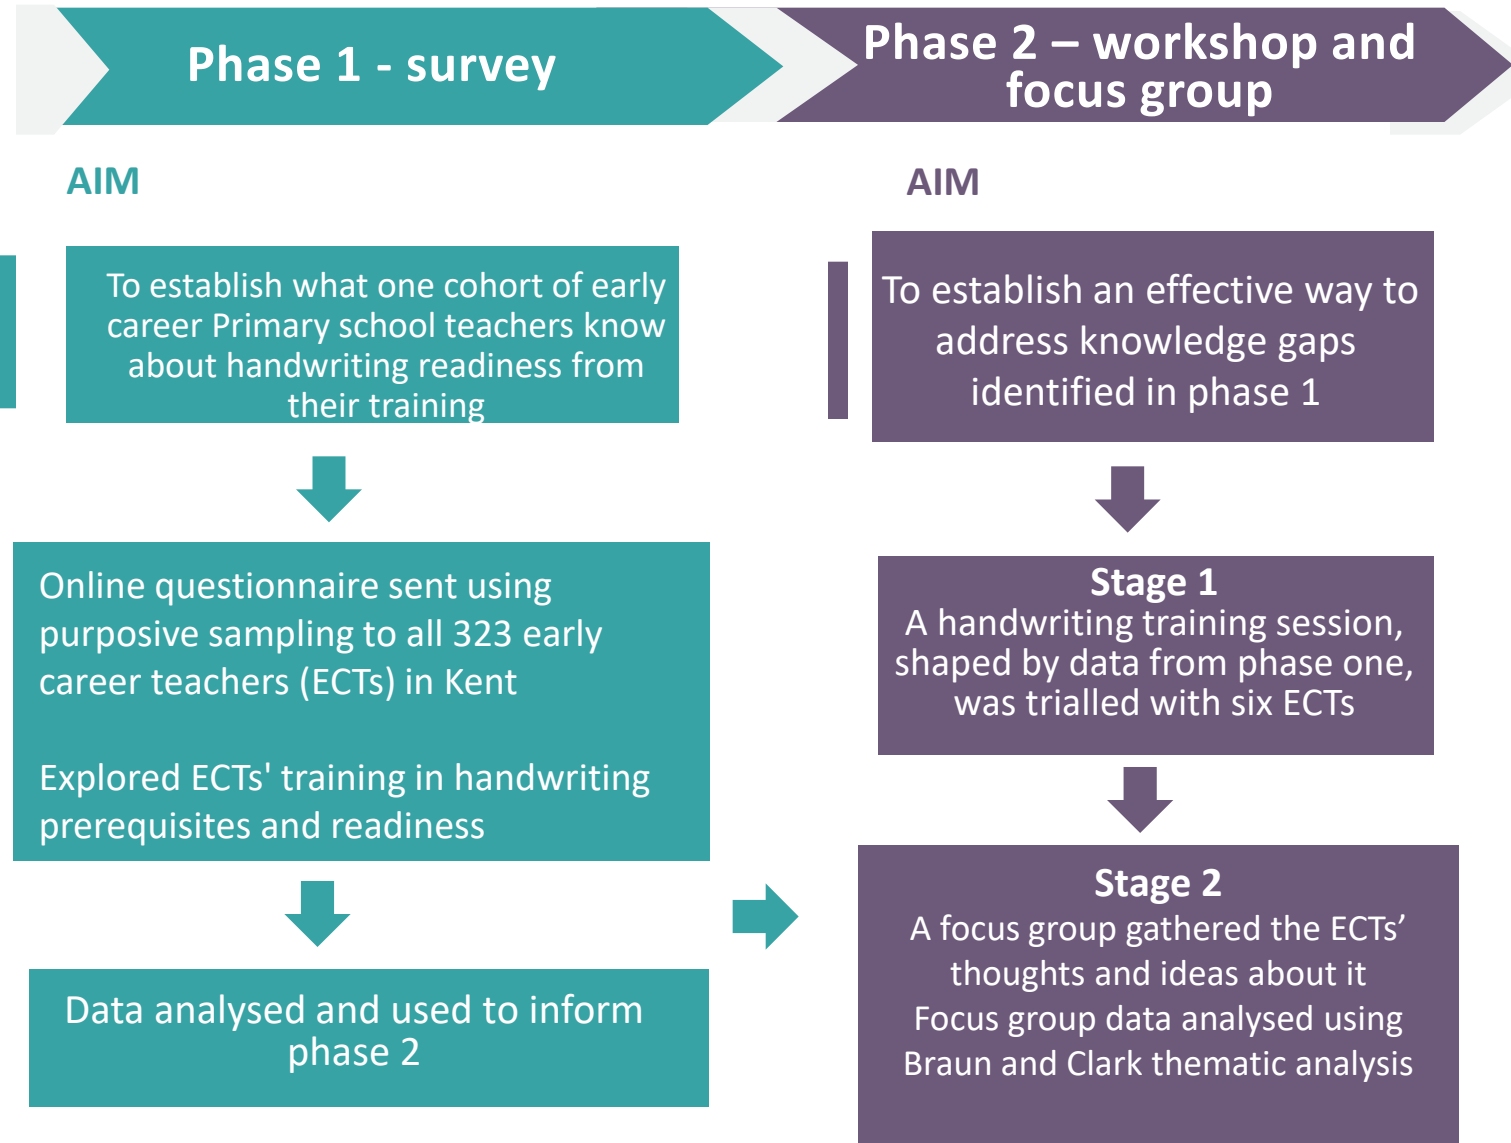 Phase 1 - survey
AIM
To establish what one cohort of early
career Primary school teachers know
about handwriting readiness from
their training
Online questionnaire sent using
purposive sampling to all 323 early
career teachers (ECTs) in Kent
Explored ECTs' training in handwriting
prerequisites and readiness
Data analysed and used to inform
phase 2
Phase 2 – workshop and
focus group
AIM
To establish an effective way to
address knowledge gaps
identified in phase 1
Stage 1
A handwriting training session,
shaped by data from phase one,
was trialled with six ECTs
Stage 2
A focus group gathered the ECTs’
thoughts and ideas about it
Focus group data analysed using
Braun and Clark thematic analysis